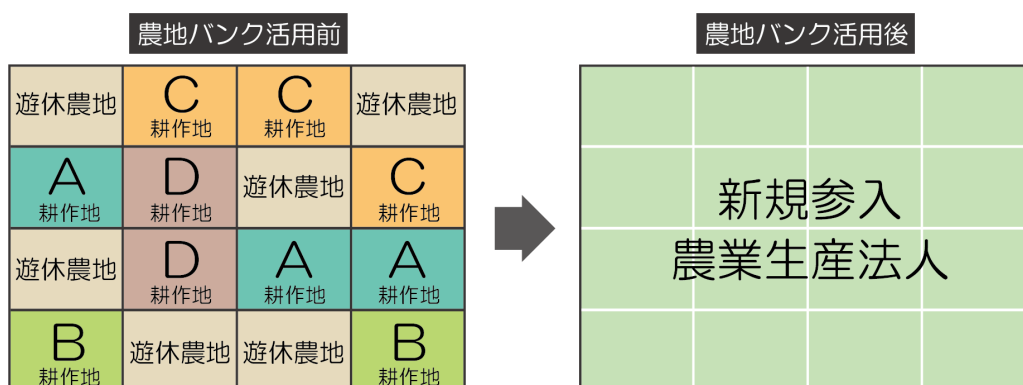 農地バンク活用前
遊休農地
C
耕作地
C
耕作地
遊休農地
A
耕作地
D
耕作地
遊休農地
C
耕作地
遊休農地
D
耕作地
A
耕作地
A
耕作地
B
耕作地
遊休農地
遊休農地
B
耕作地
農地バンク活用後
新規参入
農業生産法人